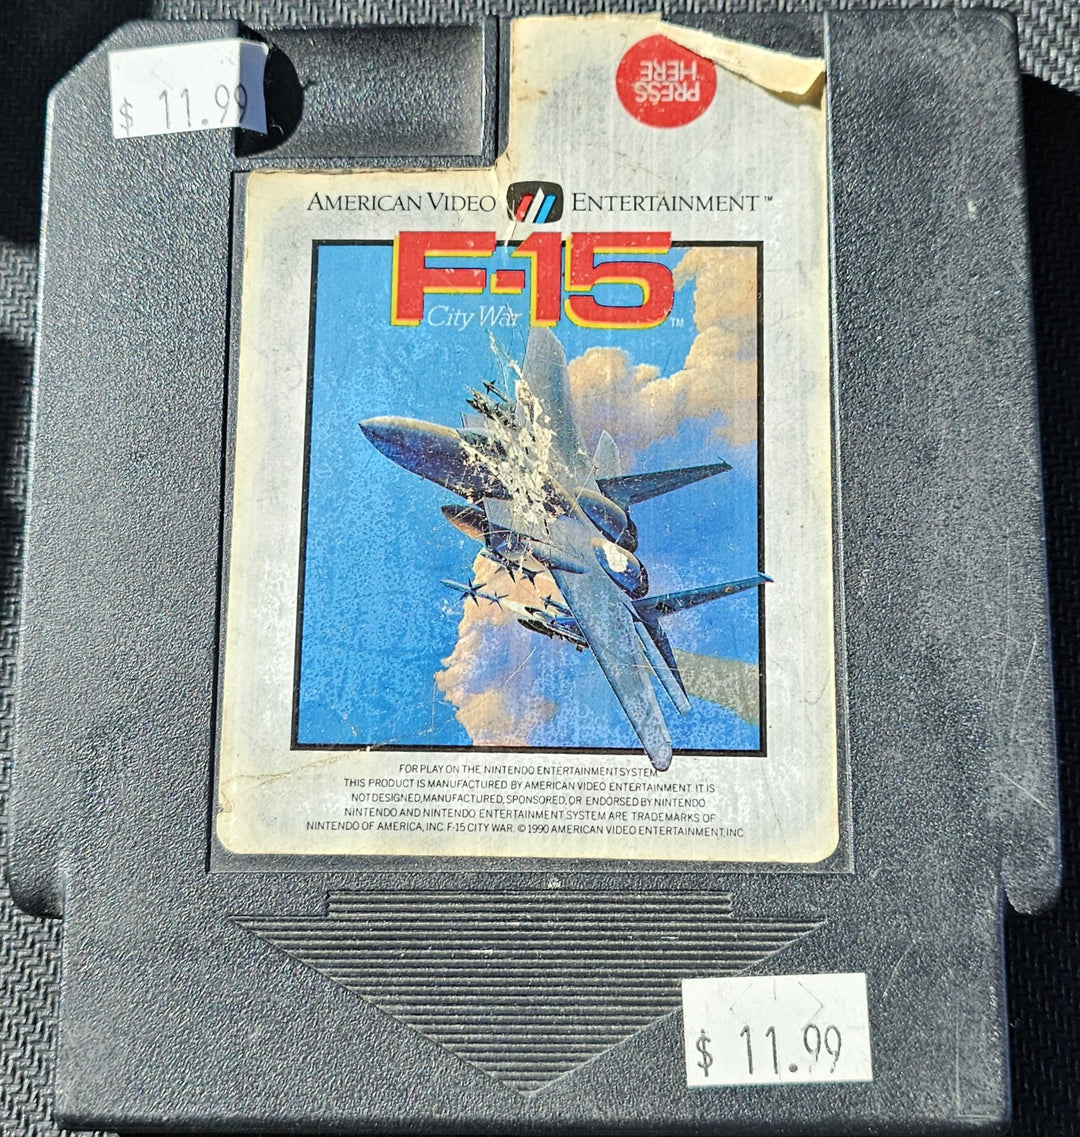 $ 11.99
PRESS
HERE
AMERICAN VIDEO ENTERTAINMENT™
F-15
City War
TM
FOR PLAY ON THE NINTENDO ENTERTAINMENT SYSTEM
THIS PRODUCT IS MANUFACTURED BY AMERICAN VIDEO ENTERTAINMENT. IT IS
NOT DESIGNED, MANUFACTURED, SPONSORED, OR ENDORSED BY NINTENDO
NINTENDO AND NINTENDO ENTERTAINMENT SYSTEM ARE TRADEMARKS OF
NINTENDO OF AMERICA, INC. F-15 CITY WAR. © 1990 AMERICAN VIDEO ENTERTAINMENT, INC
$ 11.99